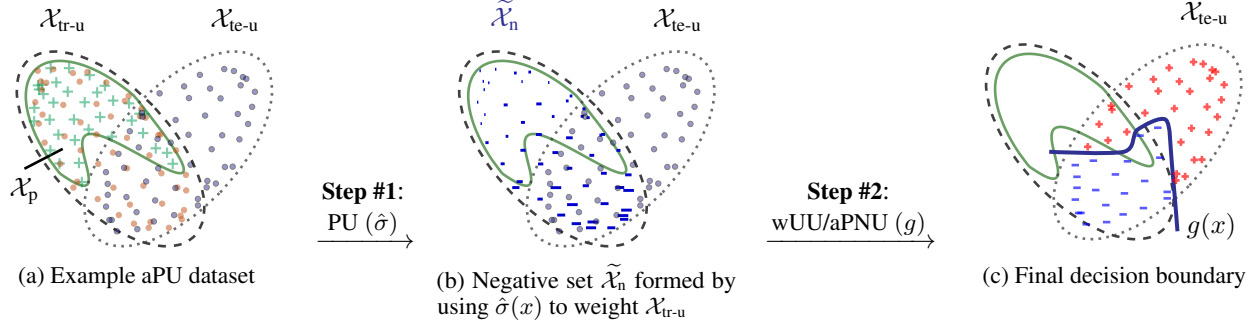 𝒳tr-u
𝒳te-u
𝒳p
(a) Example aPU dataset
Step #1:
PU (σ̂)
𝒳̃n
𝒳te-u
(b) Negative set 𝒳̃n formed by
using σ̂(x) to weight 𝒳tr-u
Step #2:
wUU/aPNU (g)
𝒳te-u
g(x)
(c) Final decision boundary